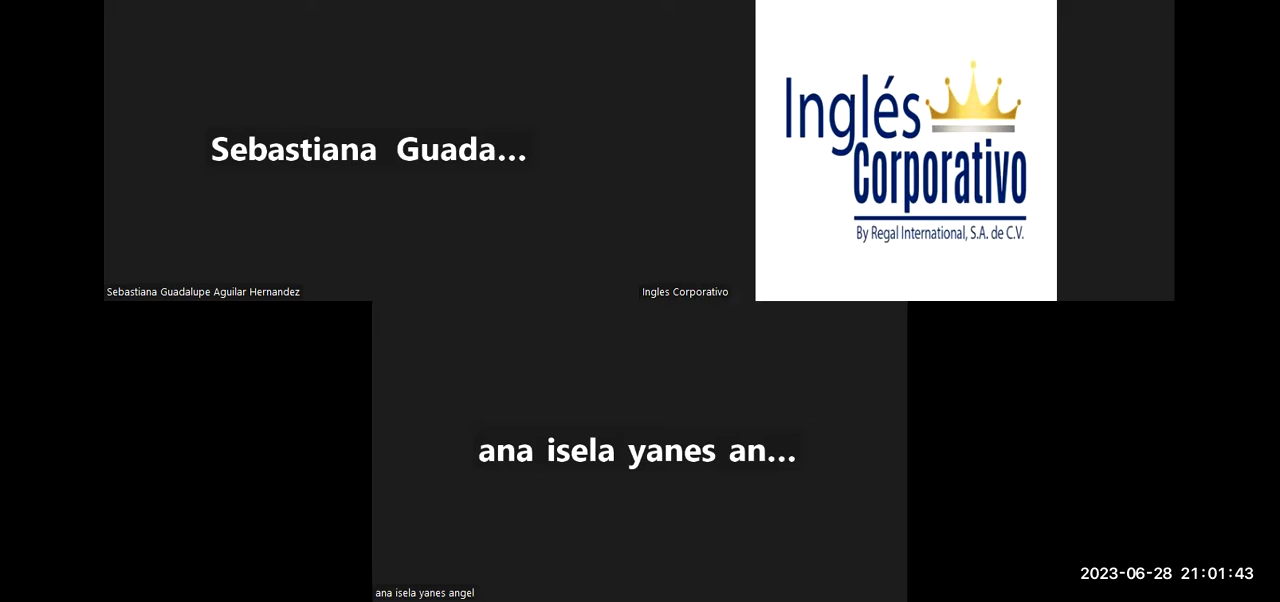 Sebastiana Guada...
Inglés
Corporativo
By Regal International, S.A. de C.V.
Sebastiana Guadalupe Aguilar Hernandez
Ingles Corporativo
ana isela yanes an...
ana isela yanes angel
2023-06-28 21:01:43